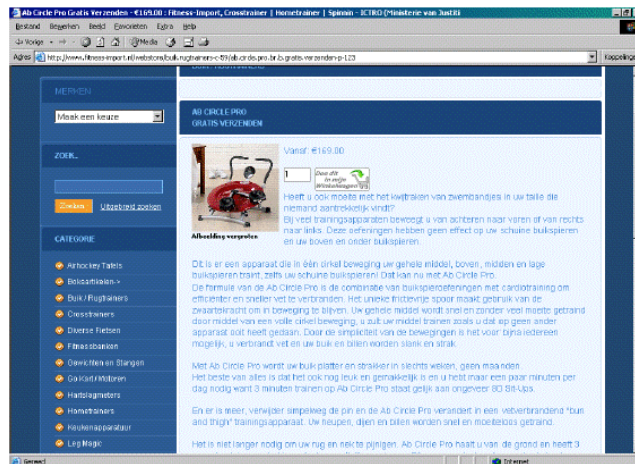 Ab Circle Pro Gratis Verzenden - €169.00 : Fitness-Import, Crosstrainer | Hometrainer | Spinnin - ICTRO (Ministerie van Justiti
Bestand Bewerken Beeld Favorieten Extra Help
Vorige Media
Adres http://www.fitness-import.nl/webstore/buik.rugtrainers-c-59/ab.circle.pro.br.b.gratis.verzenden-p-123 Koppelingen
MERKEN
Maak een keuze
ZOEK..
Zoeken Uitgebreid zoeken
CATEGORIE
Airhockey Tafels
Boksartikelen->
Buik / Rugtrainers
Crosstrainers
Diverse Fietsen
Fitnessbanken
Gewichten en Stangen
Go Kart / Motoren
Hartslagmeters
Hometrainers
Keukenapparatuur
Leg Magic
AB CIRCLE PRO
GRATIS VERZENDEN
Vanaf: €169.00
1 Doe dit
in mijn
Winkelwagen
Afbeelding vergroten
Heeft u ook moeite met het kwijtraken van zwembandjes in uw taille die
niemand aantrekkelijk vindt?
Bij veel trainingsapparaten beweegt u van achteren naar voren of van rechts
naar links. Deze oefeningen hebben geen effect op uw schuine buikspieren
en uw boven en onder buikspieren.
Dit is er een apparaat die in één cirkel beweging uw gehele middel, boven, midden en lage
buikspieren traint, zelfs uw schuine buikspieren! Dat kan nu met Ab Circle Pro.
De formule van de Ab Circle Pro is de combinatie van buikspieroefeningen met cardiotraining om
efficiënter en sneller vet te verbranden. Het unieke frictievrije spoor maakt gebruik van de
zwaartekracht om in beweging te blijven. Uw gehele middel wordt snel en zonder veel moeite getraind
door middel van een volle cirkel beweging, u zult uw middel trainen zoals u dat op geen ander
apparaat ooit heeft gedaan. Door de simpliciteit van de bewegingen is het voor bijna iedereen
mogelijk, u verbrandt vet en uw buik en billen worden slank en strak.
Met Ab Circle Pro wordt uw buik platter en strakker in slechts weken, geen maanden.
Het beste van alles is dat het ook nog leuk en gemakkelijk is en u hebt maar een paar minuten per
dag nodig want 3 minuten trainen op Ab Circle Pro staat gelijk aan ongeveer 80 Sit-Ups.
En er is meer, verwijder simpelweg de pin en de Ab Circle Pro verandert in een vetverbrandend "bun
and thigh" trainingsapparaat. Uw heupen, dijen en billen worden snel en moeiteloos getraind.
Het is niet langer nodig om uw rug en nek te pijnigen. Ab Circle Pro haalt u van de grond en heeft 3
Gereed Internet